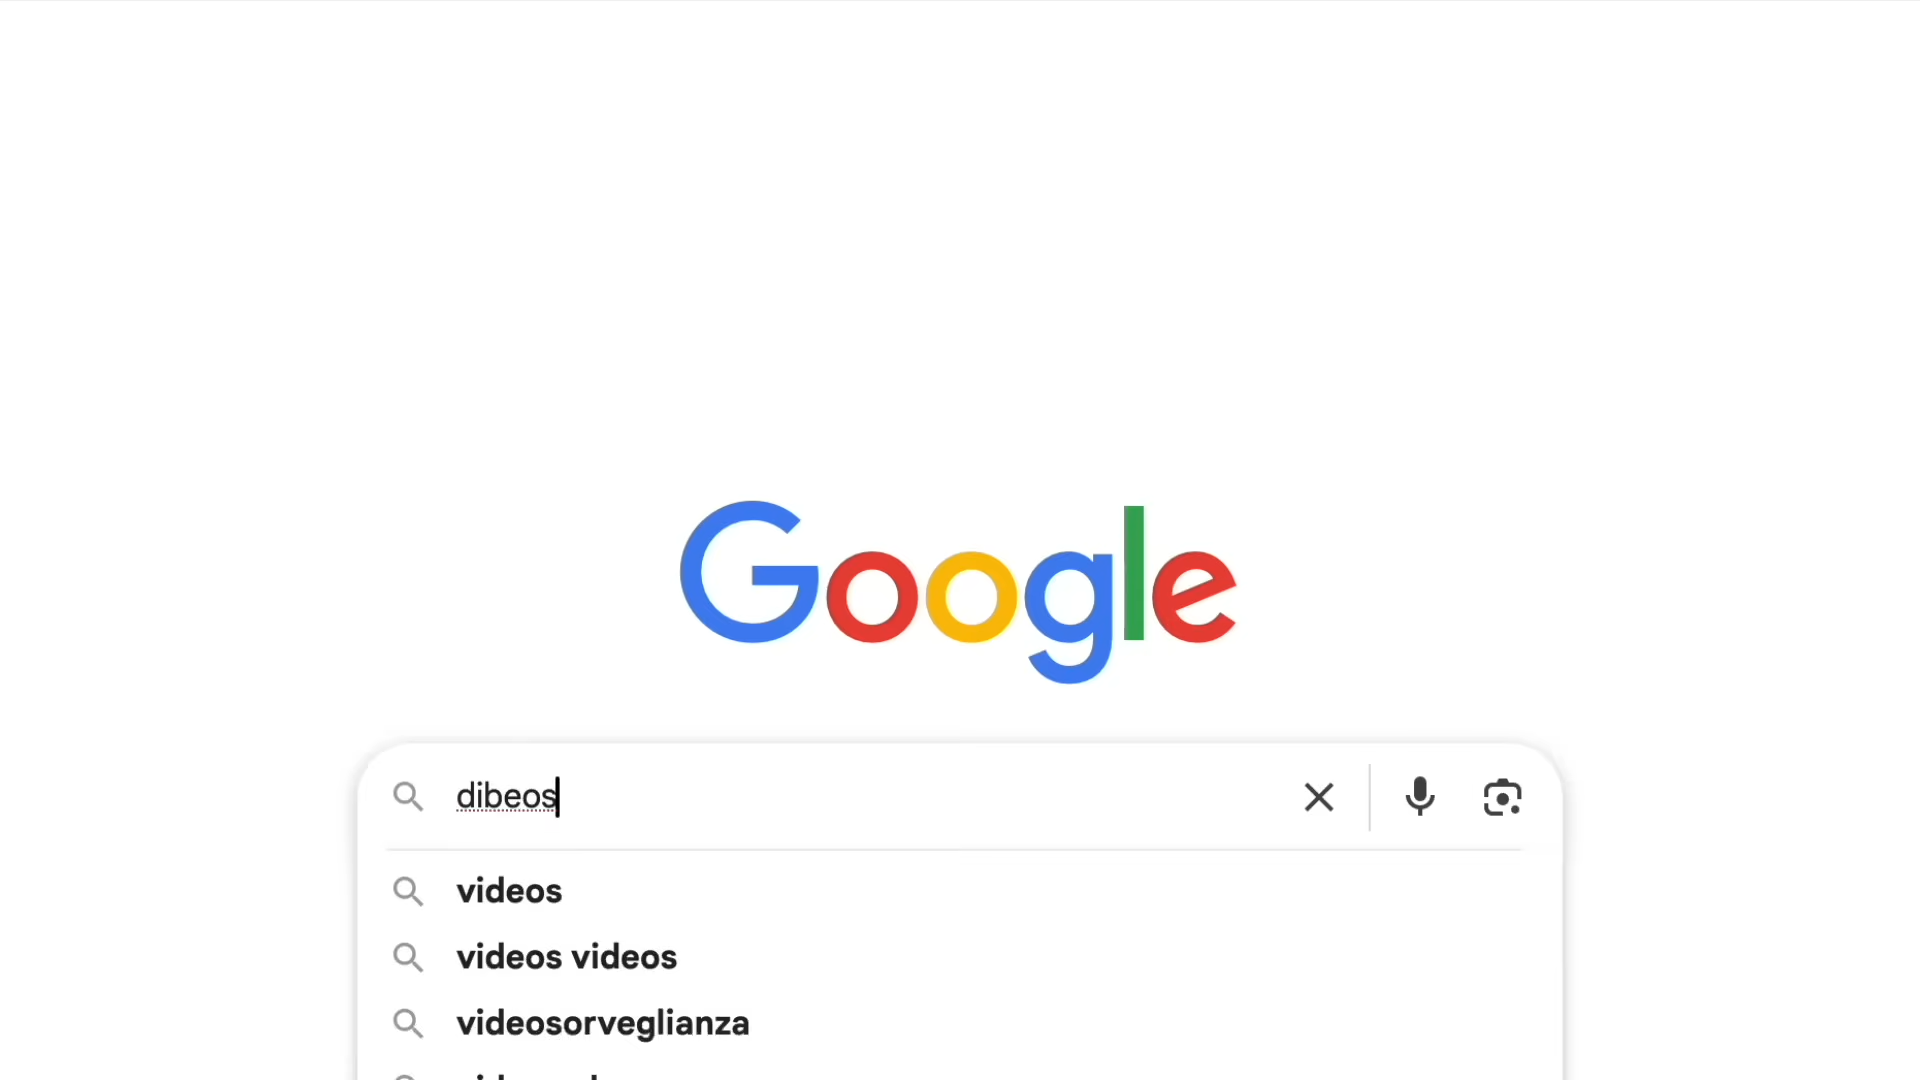 Google
dibeos
videos
videos videos
videosorveglianza